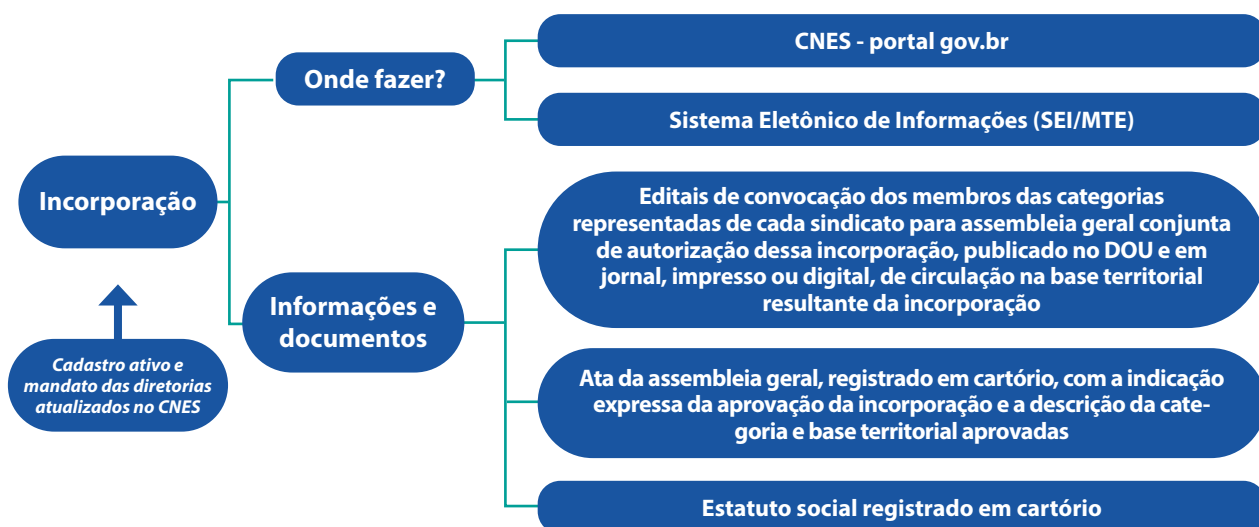 CNES - portal gov.br
Onde fazer?
Sistema Eletônico de Informações (SEI/MTE)
Incorporação
Editais de convocação dos membros das categorias
representadas de cada sindicato para assembleia geral conjunta
de autorização dessa incorporação, publicado no DOU e em
jornal, impresso ou digital, de circulação na base territorial
resultante da incorporação
Informações e
documentos
Cadastro ativo e
mandato das diretorias
atualizados no CNES
Ata da assembleia geral, registrado em cartório, com a indicação
expressa da aprovação da incorporação e a descrição da cate-
goria e base territorial aprovadas
Estatuto social registrado em cartório